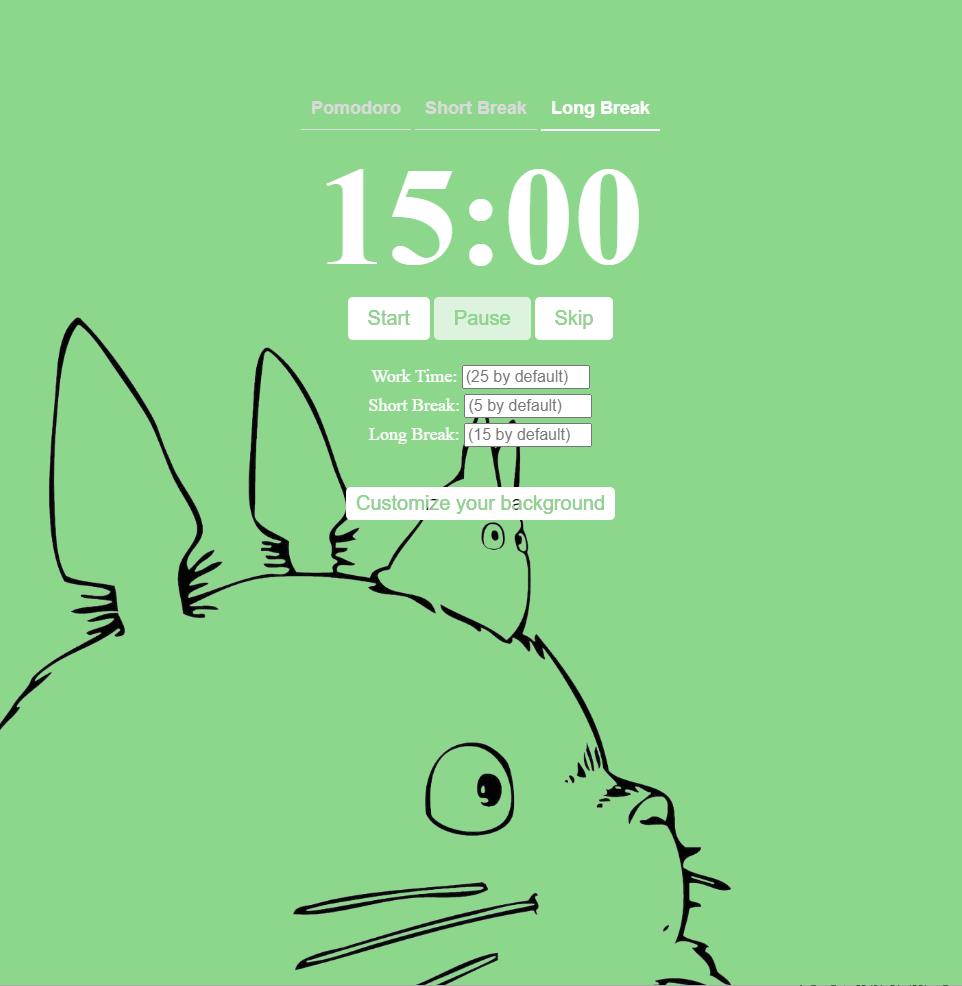 Pomodoro Short Break Long Break
15:00
Start Pause Skip
Work Time: (25 by default)
Short Break: (5 by default)
Long Break: (15 by default)
Customize your background